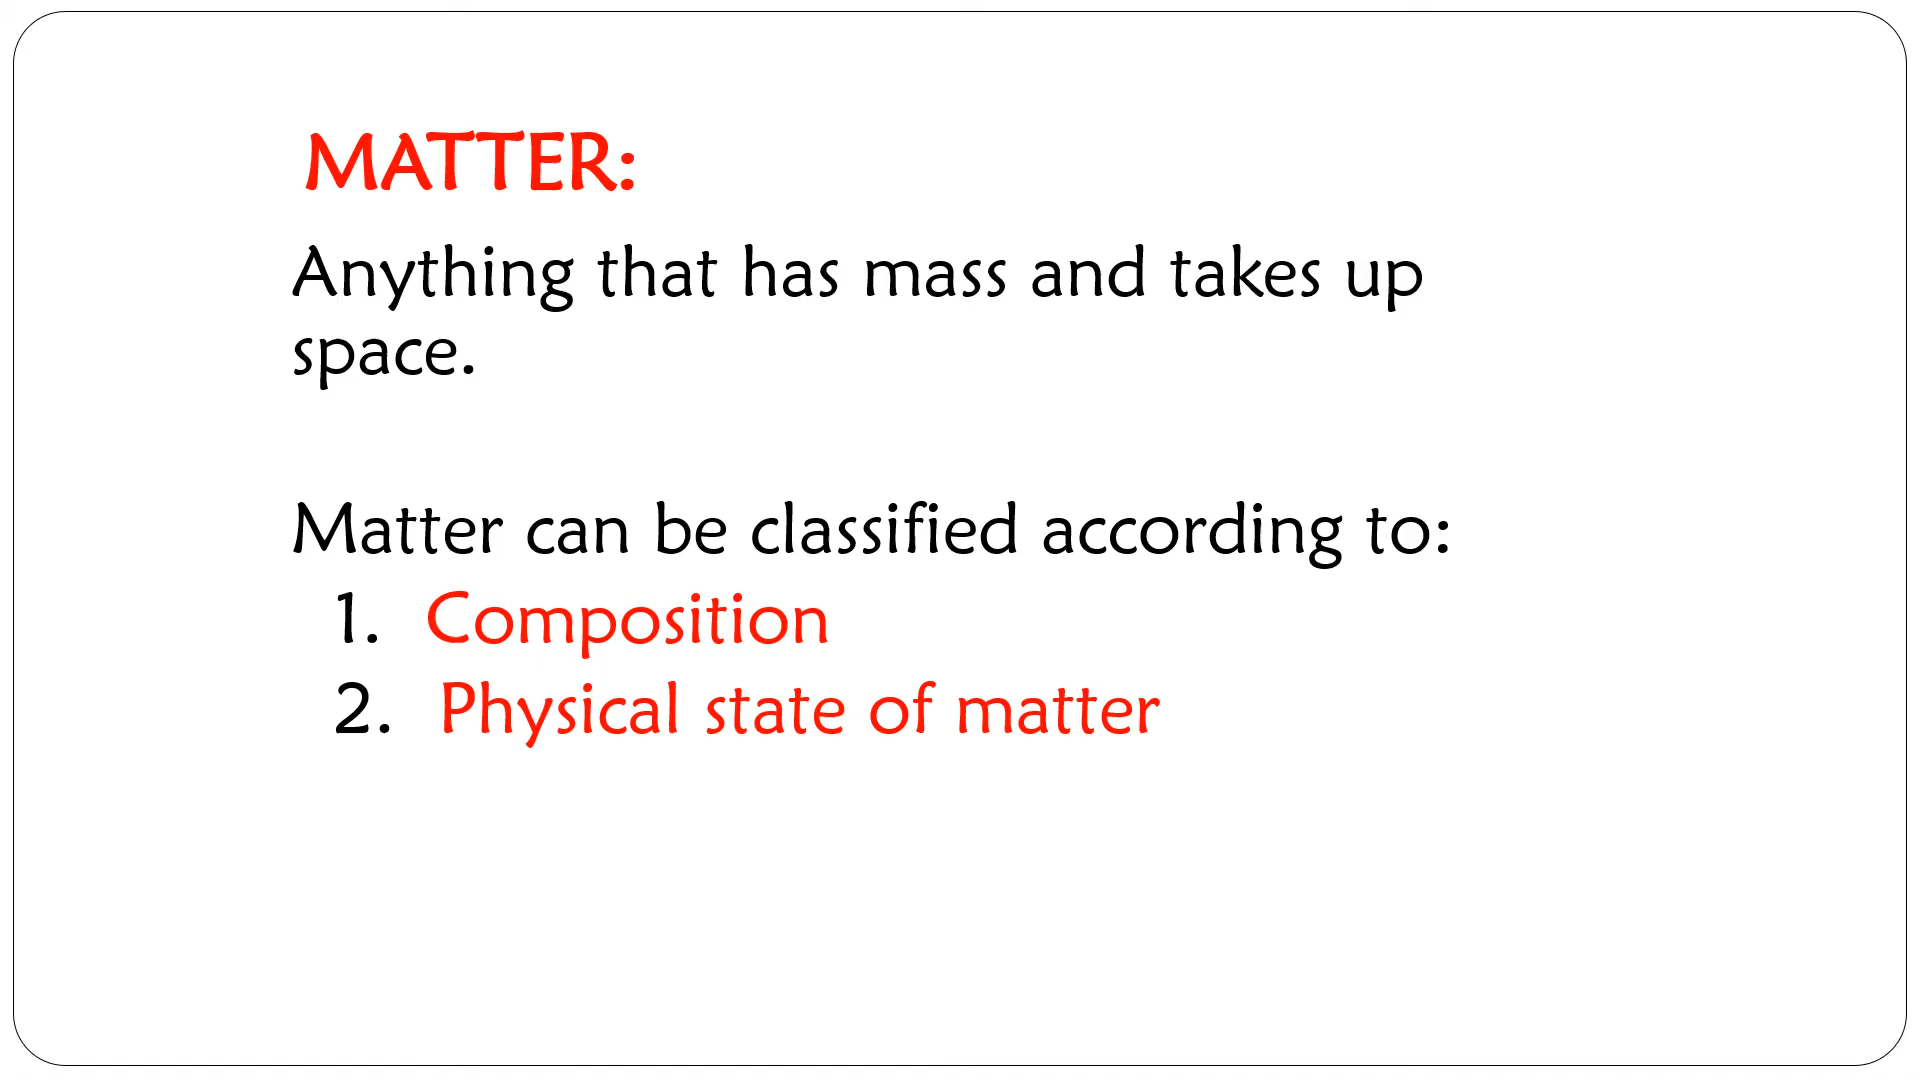 MATTER:
Anything that has mass and takes up
space.
Matter can be classified according to:
1. Composition
2. Physical state of matter